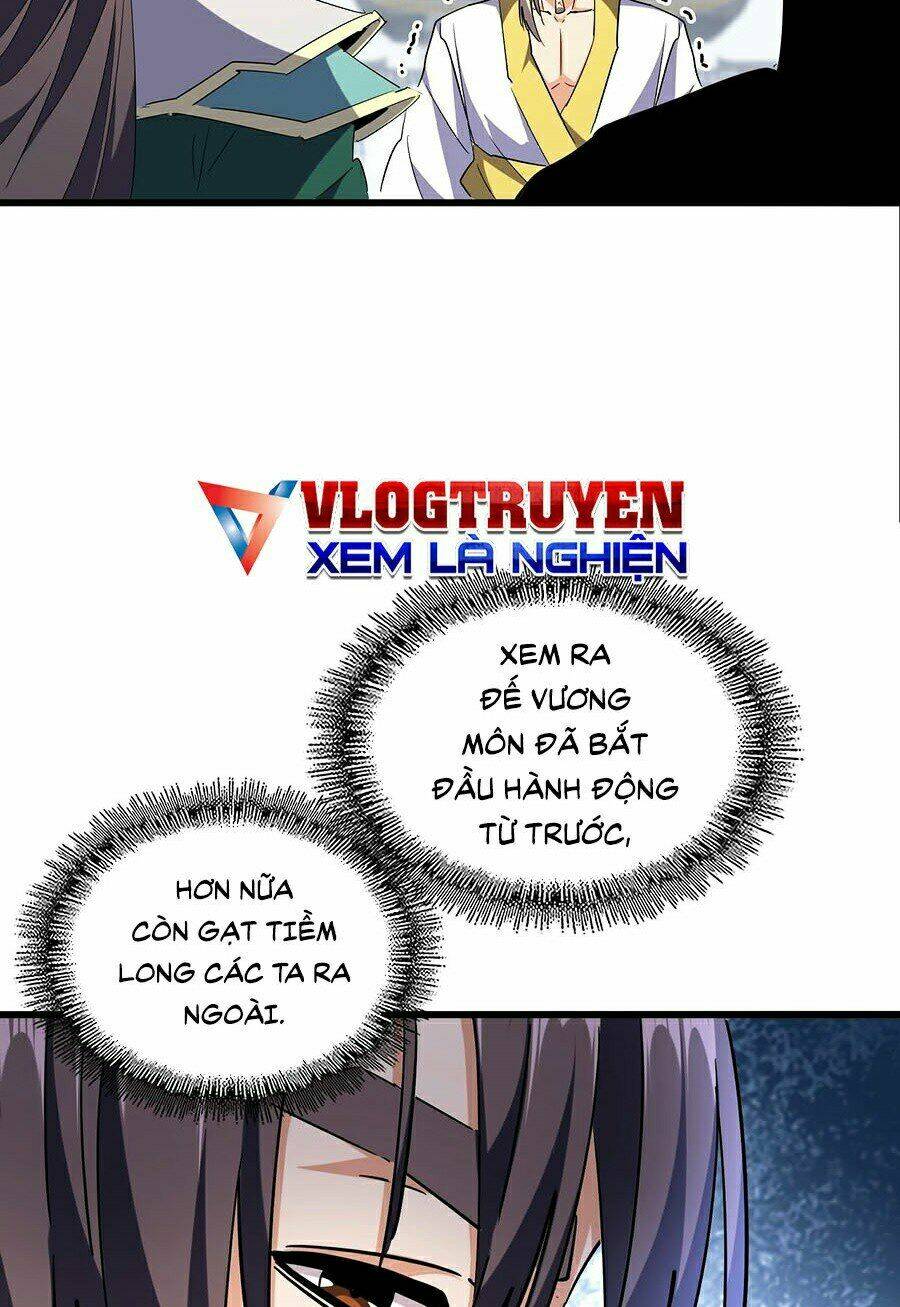 VLOGTRUYEN
XEM LÀ NGHIỆN
XEM RA
ĐẾ VƯƠNG
MÔN ĐÃ BẮT
ĐẦU HÀNH ĐỘNG
TỪ TRƯỚC,
HƠN NỮA
CÒN GẠT TIỀM
LONG CÁC TA RA
NGOÀI.